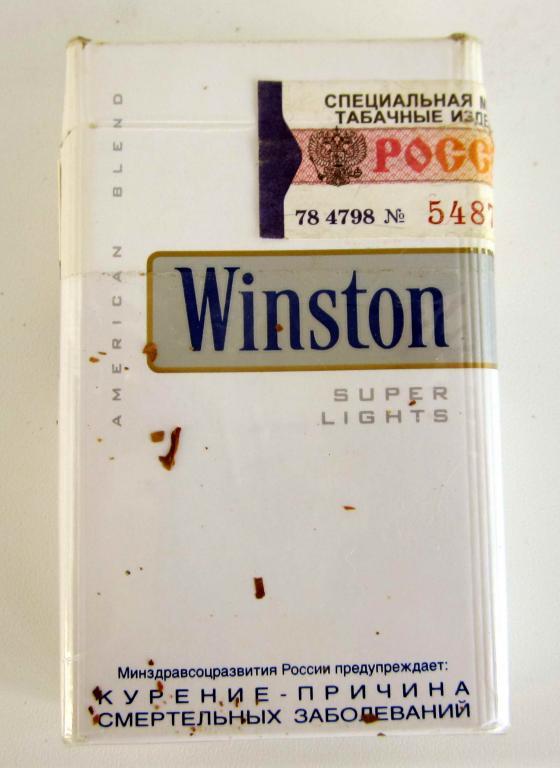 СПЕЦИАЛЬНАЯ
ТАБАЧНЫЕ
78 4798 №
AMERICAN BLEND
Winston
SUPER
LIGHTS
Минздравсоцразвития России предупреждает:
КУРЕНИЕ - ПРИЧИНА
СМЕРТЕЛЬНЫХ ЗАБОЛЕВАНИЙ